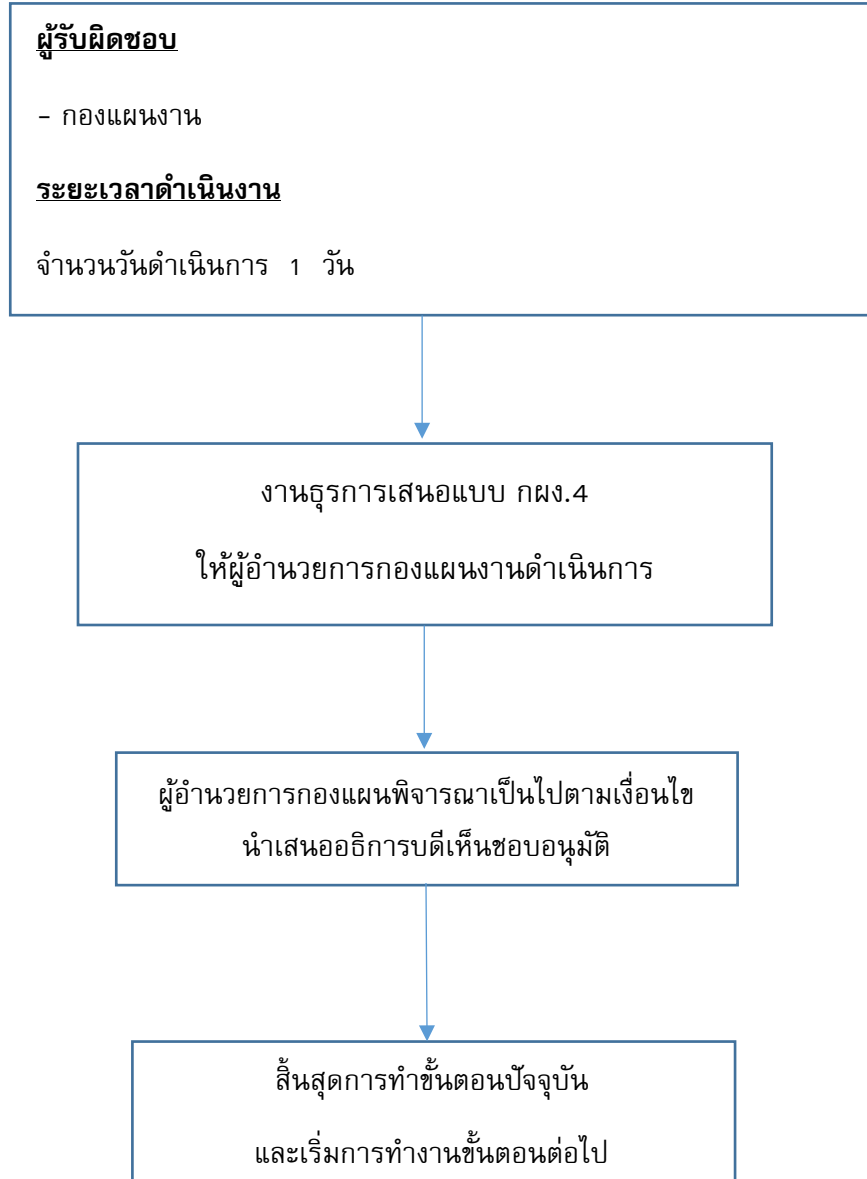 ผู้รับผิดชอบ
- กองแผนงาน
ระยะเวลาดำเนินงาน
จำนวนวันดำเนินการ 1 วัน
งานธุรการเสนอแบบ กผง.4
ให้ผู้อำนวยการกองแผนงานดำเนินการ
ผู้อำนวยการกองแผนพิจารณาเป็นไปตามเงื่อนไข
นำเสนออธิการบดีเห็นชอบอนุมัติ
สิ้นสุดการทำขั้นตอนปัจจุบัน
และเริ่มการทำงานขั้นตอนต่อไป